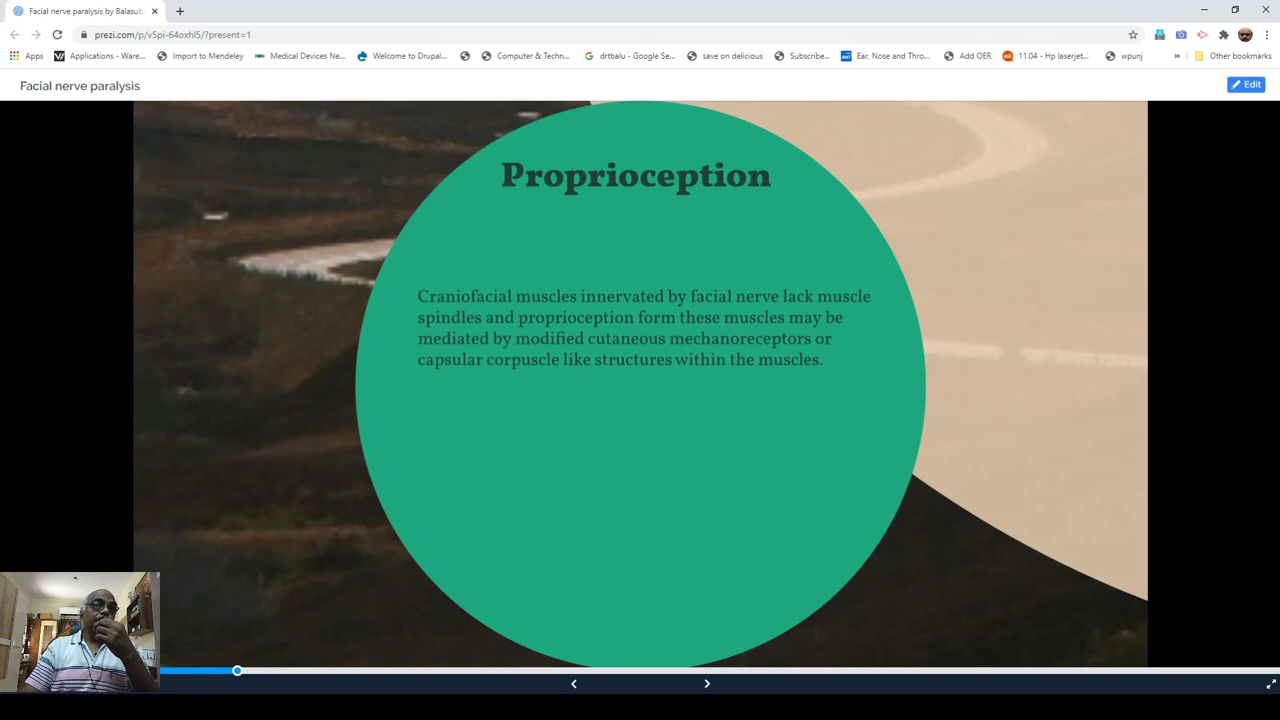 Facial nerve paralysis by Balasub
prezi.com/p/v5pi-64oxhl5/?present=1
Apps
Applications - Ware...
Import to Mendeley
Medical Devices Ne...
Welcome to Drupal...
Computer & Techn...
drtbalu - Google Se...
save on delicious
Subscribe...
Ear, Nose and Thro...
Add OER
11.04 - Hp laserjet...
wpunj
»
Other bookmarks
Facial nerve paralysis
Edit
Proprioception
Craniofacial muscles innervated by facial nerve lack muscle
spindles and proprioception form these muscles may be
mediated by modified cutaneous mechanoreceptors or
capsular corpuscle like structures within the muscles.